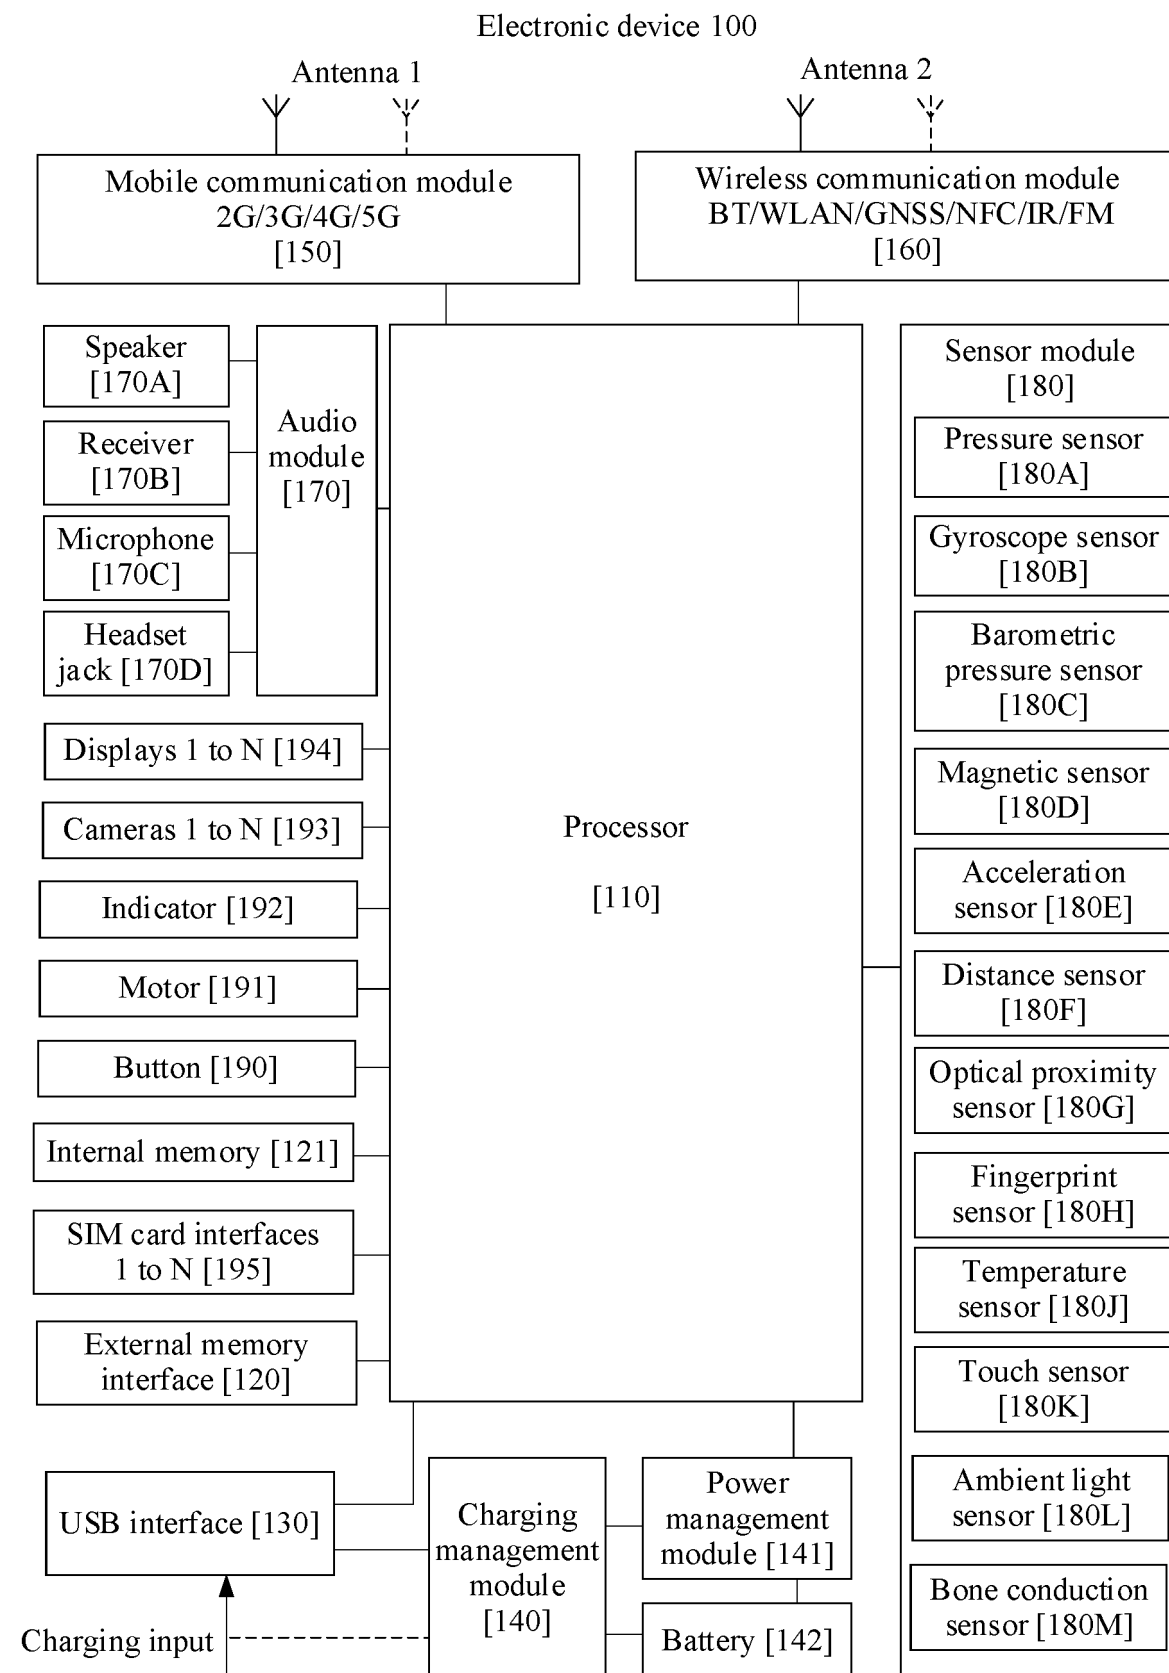 Electronic device 100
Antenna 1
Antenna 2
Mobile communication module
2G/3G/4G/5G
[150]
Wireless communication module
BT/WLAN/GNSS/NFC/IR/FM
[160]
Speaker
[170A]
Receiver
[170B]
Microphone
[170C]
Headset
jack [170D]
Audio
module
[170]
Displays 1 to N [194]
Cameras 1 to N [193]
Indicator [192]
Motor [191]
Button [190]
Internal memory [121]
SIM card interfaces
1 to N [195]
External memory
interface [120]
Processor
[110]
Sensor module
[180]
Pressure sensor
[180A]
Gyroscope sensor
[180B]
Barometric
pressure sensor
[180C]
Magnetic sensor
[180D]
Acceleration
sensor [180E]
Distance sensor
[180F]
Optical proximity
sensor [180G]
Fingerprint
sensor [180H]
Temperature
sensor [180J]
Touch sensor
[180K]
Ambient light
sensor [180L]
Bone conduction
sensor [180M]
USB interface [130]
Charging
management
module
[140]
Power
management
module [141]
Battery [142]
Charging input